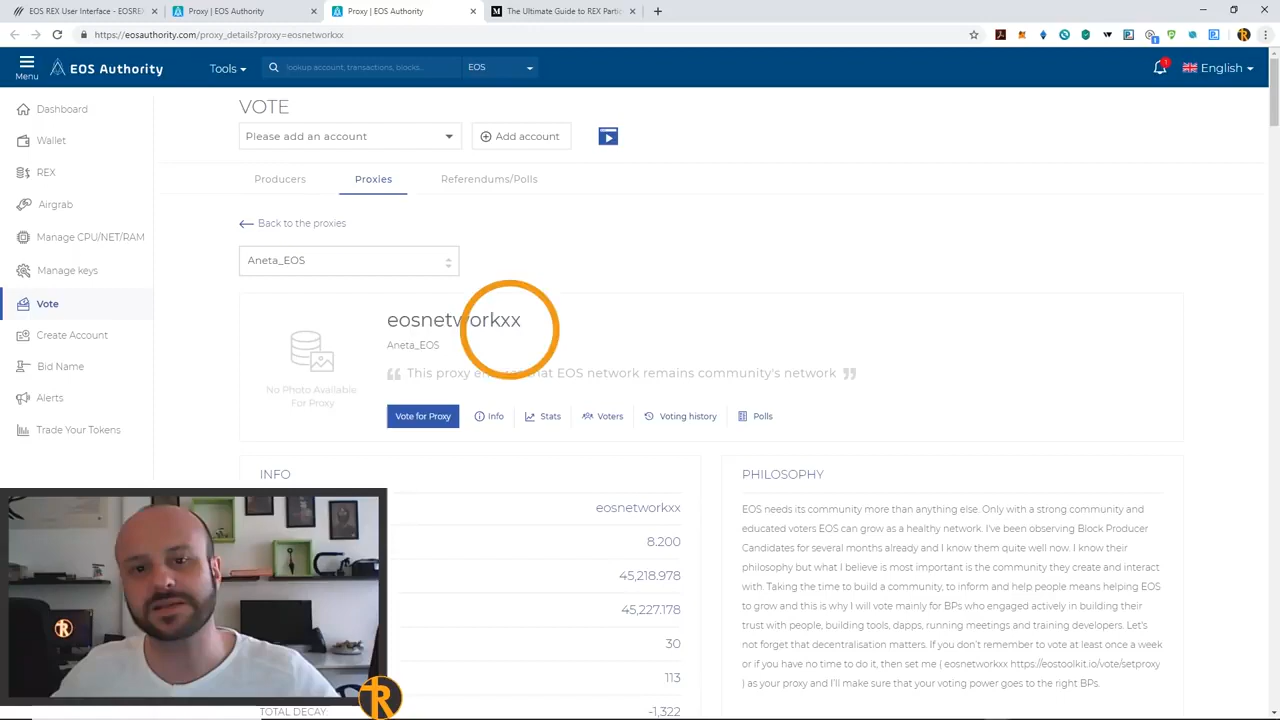 EOS REX User Interface - EOSREX
Proxy | EOS Authority
Proxy | EOS Authority
The Ultimate Guide to REX Partic
https://eosauthority.com/proxy_details?proxy=eosnetworkxx
Menu
EOS Authority
Tools
lookup account, transactions, blocks..
EOS
1
English
Dashboard
Wallet
REX
Airgrab
Manage CPU/NET/RAM
Manage keys
Vote
Create Account
Bid Name
Alerts
Trade Your Tokens
VOTE
Please add an account
Add account
Producers
Proxies
Referendums/Polls
Back to the proxies
Aneta_EOS
No Photo Available
For Proxy
eosnetworkxx
Aneta_EOS
This proxy that EOS network remains community's network
Vote for Proxy
Info
Stats
Voters
Voting history
Polls
INFO
eosnetworkxx
8.200
45,218.978
45,227.178
30
113
TOTAL DECAY:
-1,322
PHILOSOPHY
EOS needs its community more than anything else. Only with a strong community and
educated voters EOS can grow as a healthy network. I've been observing Block Producer
Candidates for several months already and I know them quite well now. I know their
philosophy but what I believe is most important is the community they create and interact
with. Taking the time to build a community, to inform and help people means helping EOS
to grow and this is why I will vote mainly for BPs who engaged actively in building their
trust with people, building tools, dapps, running meetings and training developers. Let's
not forget that decentralisation matters. If you don't remember to vote at least once a week
or if you have no time to do it, then set me ( eosnetworkxx https://eostoolkit.io/vote/setproxy
) as your proxy and I'll make sure that your voting power goes to the right BPs.